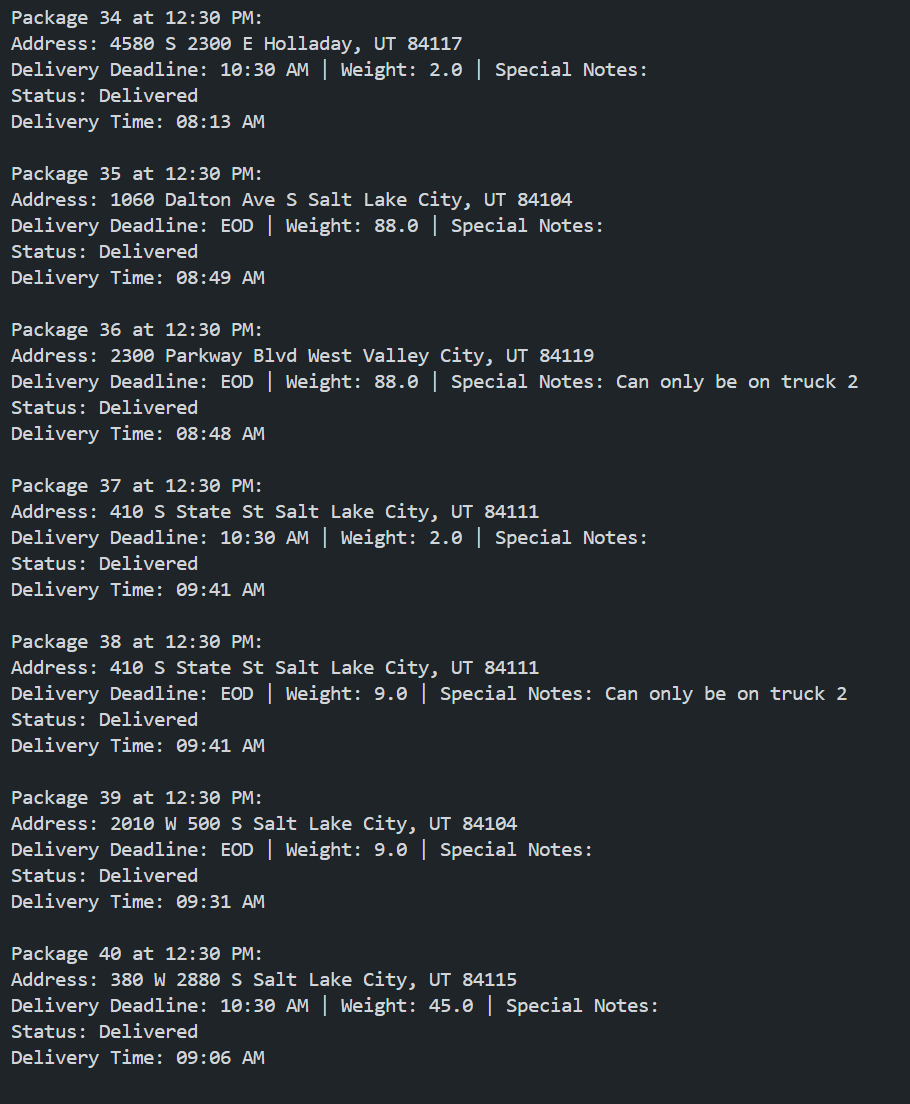 Package 34 at 12:30 PM:
Address: 4580 S 2300 E Holladay, UT 84117
Delivery Deadline: 10:30 AM | Weight: 2.0 | Special Notes:
Status: Delivered
Delivery Time: 08:13 AM

Package 35 at 12:30 PM:
Address: 1060 Dalton Ave S Salt Lake City, UT 84104
Delivery Deadline: EOD | Weight: 88.0 | Special Notes:
Status: Delivered
Delivery Time: 08:49 AM

Package 36 at 12:30 PM:
Address: 2300 Parkway Blvd West Valley City, UT 84119
Delivery Deadline: EOD | Weight: 88.0 | Special Notes: Can only be on truck 2
Status: Delivered
Delivery Time: 08:48 AM

Package 37 at 12:30 PM:
Address: 410 S State St Salt Lake City, UT 84111
Delivery Deadline: 10:30 AM | Weight: 2.0 | Special Notes:
Status: Delivered
Delivery Time: 09:41 AM

Package 38 at 12:30 PM:
Address: 410 S State St Salt Lake City, UT 84111
Delivery Deadline: EOD | Weight: 9.0 | Special Notes: Can only be on truck 2
Status: Delivered
Delivery Time: 09:41 AM

Package 39 at 12:30 PM:
Address: 2010 W 500 S Salt Lake City, UT 84104
Delivery Deadline: EOD | Weight: 9.0 | Special Notes:
Status: Delivered
Delivery Time: 09:31 AM

Package 40 at 12:30 PM:
Address: 380 W 2880 S Salt Lake City, UT 84115
Delivery Deadline: 10:30 AM | Weight: 45.0 | Special Notes:
Status: Delivered
Delivery Time: 09:06 AM